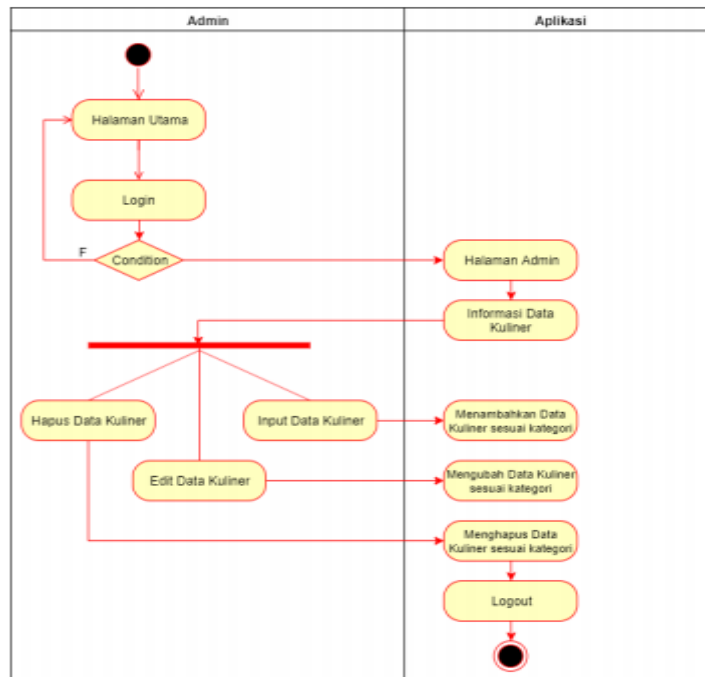 Admin
Aplikasi
Halaman Utama
Login
F
Condition
Halaman Admin
Informasi Data
Kuliner
Hapus Data Kuliner
Input Data Kuliner
Menambahkan Data
Kuliner sesuai kategori
Edit Data Kuliner
Mengubah Data Kuliner
sesuai kategori
Menghapus Data
Kuliner sesuai kategori
Logout